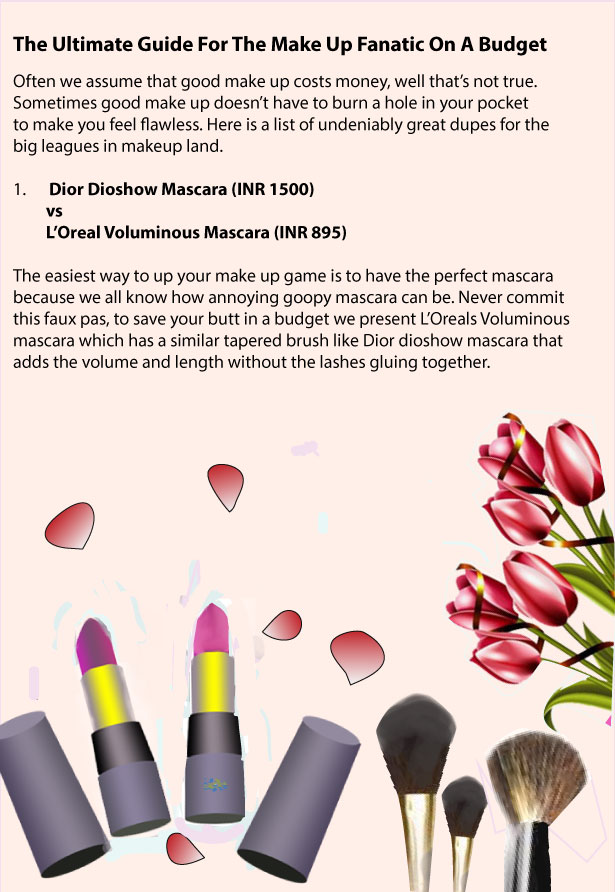 The Ultimate Guide For The Make Up Fanatic On A Budget
Often we assume that good make up costs money, well that’s not true.
Sometimes good make up doesn’t have to burn a hole in your pocket
to make you feel flawless. Here is a list of undeniably great dupes for the
big leagues in makeup land.
1. Dior Dioshow Mascara (INR 1500)
vs
L’Oreal Voluminous Mascara (INR 895)
The easiest way to up your make up game is to have the perfect mascara
because we all know how annoying goopy mascara can be. Never commit
this faux pas, to save your butt in a budget we present L’Oreals Voluminous
mascara which has a similar tapered brush like Dior dioshow mascara that
adds the volume and length without the lashes gluing together.